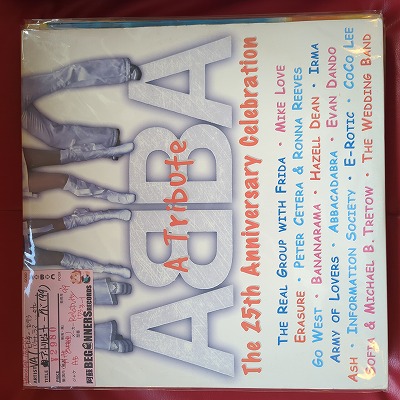 ABBA
A Tribute
The 25th Anniversary Celebration
THE REAL GROUP WITH FRIDA • MIKE LOVE
ERASURE • PETER CETERA & RONNA REEVES
GO WEST • BANANARAMA • HAZELL DEAN • IRMA
ARMY OF LOVERS • ABBACADABRA • EVAN DANDO
ASH • INFORMATION SOCIETY • E-ROTIC • COCO LEE
SOFIA & MICHAEL B. TRETOW • THE WEDDING BAND
BEGINNERS RECORDS